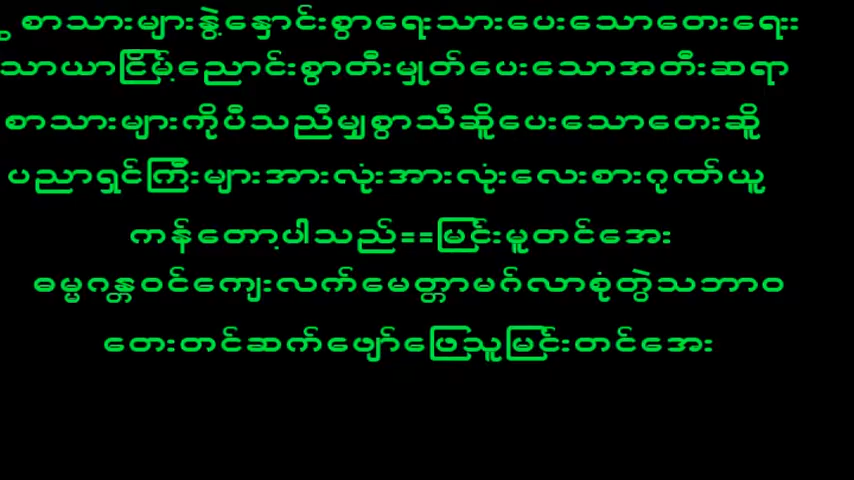 စာသားများနွဲ့နှောင်းစွာရေးသားပေးသောတေးရေး
သာယာငြိမ့်ညောင်းစွာတီးမှုတ်ပေးသောအတီးဆရာ
စာသားများကိုပီသညီမျှစွာသီဆိုပေးသောတေးဆို
ပညာရှင်ကြီးများအားလုံးအားလုံးလေးစားဂုဏ်ယူ
ကန်တော့ပါသည်==မြင်းမူတင်အေး
ဓမ္မဂန္တဝင်ကျေးလက်မေတ္တာမင်္ဂလာစုံတွဲသဘာဝ
တေးတင်ဆက်ဖျော်ဖြေသူမြင်းတင်အေး